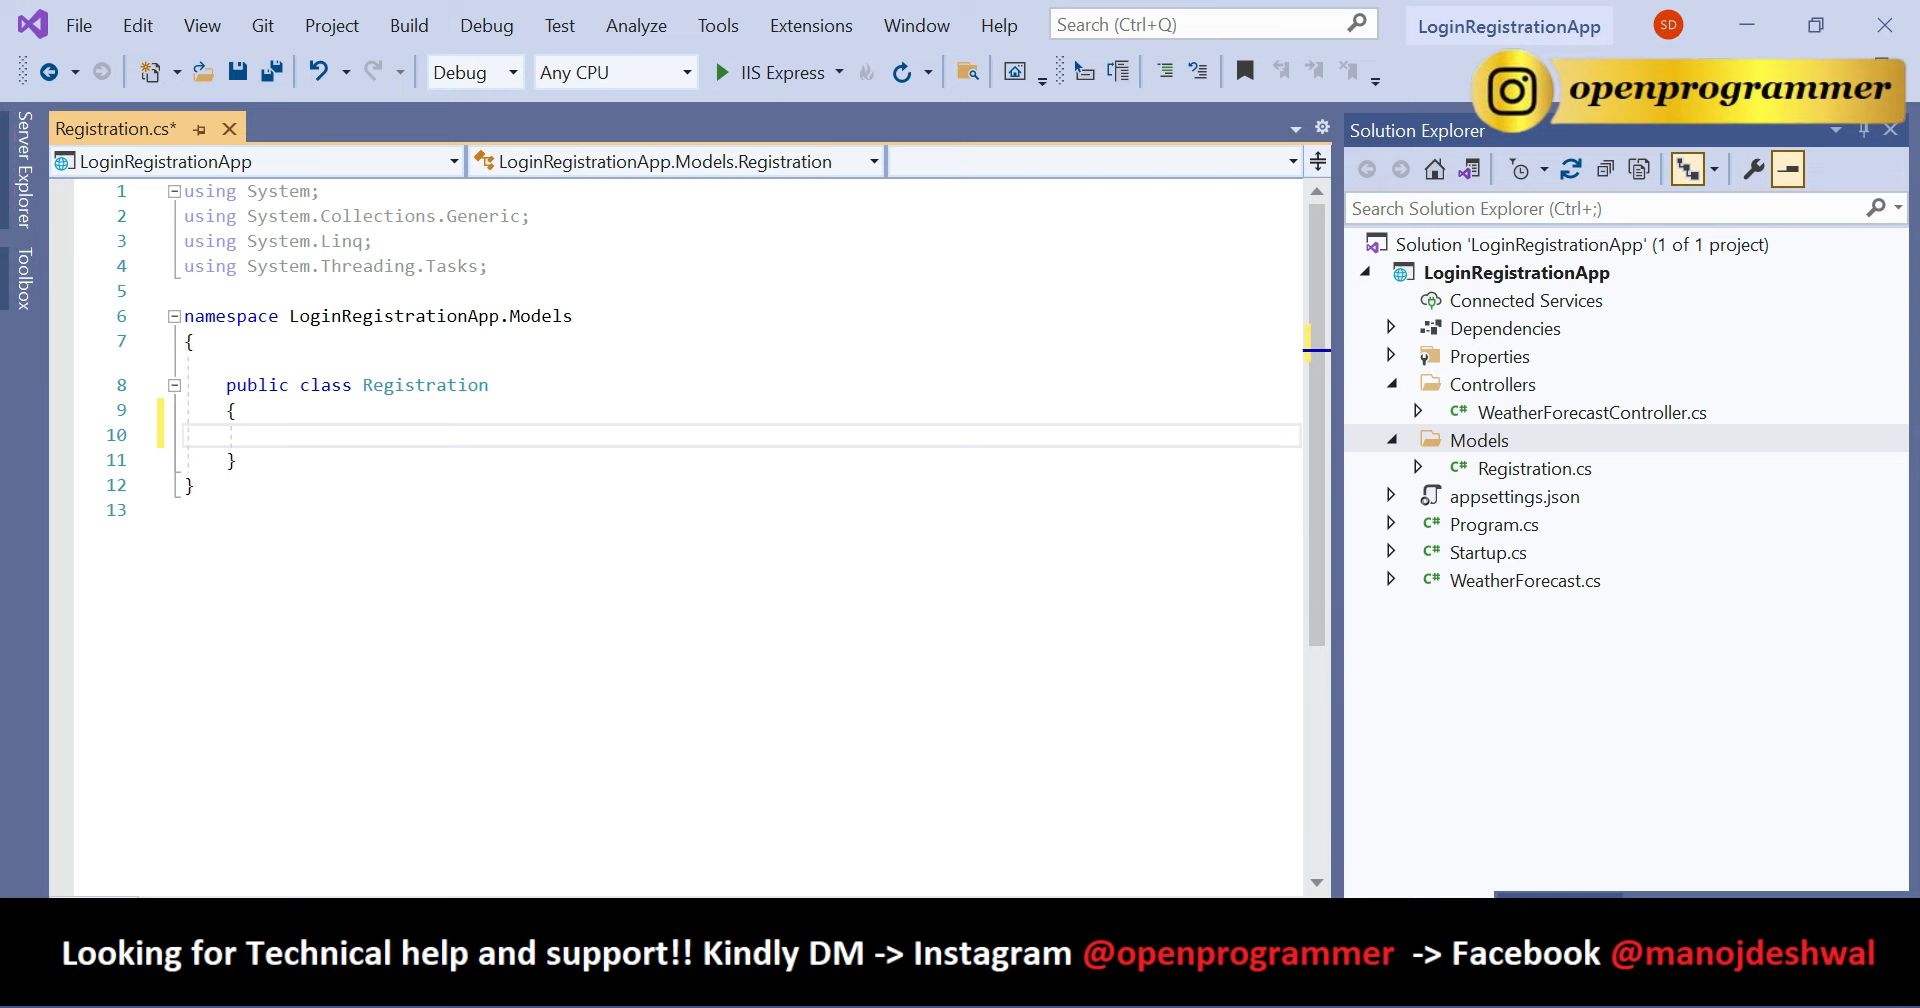 File Edit View Git Project Build Debug Test Analyze Tools Extensions Window Help Search (Ctrl+Q) LoginRegistrationApp SD
Debug Any CPU IIS Express
openprogrammer
Server Explorer
Toolbox
Registration.cs*
LoginRegistrationApp LoginRegistrationApp.Models.Registration
1 using System;
2 using System.Collections.Generic;
3 using System.Linq;
4 using System.Threading.Tasks;
5
6 namespace LoginRegistrationApp.Models
7 {
8 public class Registration
9 {
10
11 }
12 }
13
Solution Explorer
Search Solution Explorer (Ctrl+;)
Solution 'LoginRegistrationApp' (1 of 1 project)
LoginRegistrationApp
Connected Services
Dependencies
Properties
Controllers
C# WeatherForecastController.cs
Models
C# Registration.cs
appsettings.json
C# Program.cs
C# Startup.cs
C# WeatherForecast.cs
Looking for Technical help and support!! Kindly DM -> Instagram @openprogrammer -> Facebook @manojdeshwal